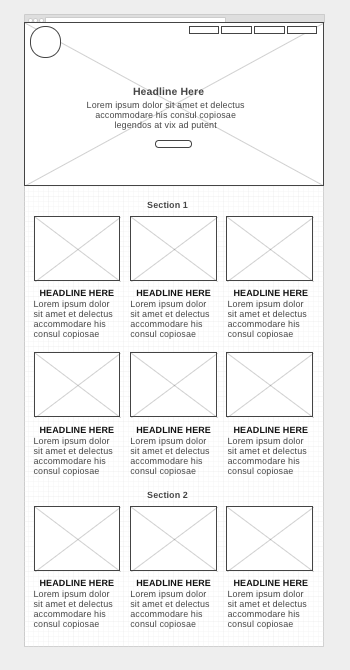 Headline Here
Lorem ipsum dolor sit amet et delectus
accommodare his consul copiosae
legendos at vix ad putent
Section 1
HEADLINE HERE
Lorem ipsum dolor
sit amet et delectus
accommodare his
consul copiosae
HEADLINE HERE
Lorem ipsum dolor
sit amet et delectus
accommodare his
consul copiosae
HEADLINE HERE
Lorem ipsum dolor
sit amet et delectus
accommodare his
consul copiosae
HEADLINE HERE
Lorem ipsum dolor
sit amet et delectus
accommodare his
consul copiosae
HEADLINE HERE
Lorem ipsum dolor
sit amet et delectus
accommodare his
consul copiosae
HEADLINE HERE
Lorem ipsum dolor
sit amet et delectus
accommodare his
consul copiosae
Section 2
HEADLINE HERE
Lorem ipsum dolor
sit amet et delectus
accommodare his
consul copiosae
HEADLINE HERE
Lorem ipsum dolor
sit amet et delectus
accommodare his
consul copiosae
HEADLINE HERE
Lorem ipsum dolor
sit amet et delectus
accommodare his
consul copiosae